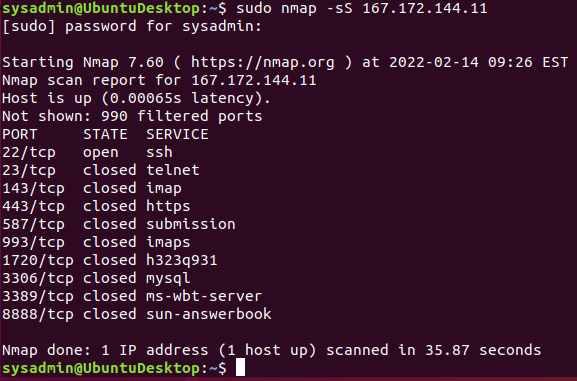 sysadmin@UbuntuDesktop:~$ sudo nmap -sS 167.172.144.11
[sudo] password for sysadmin:
Starting Nmap 7.60 ( https://nmap.org ) at 2022-02-14 09:26 EST
Nmap scan report for 167.172.144.11
Host is up (0.00065s latency).
Not shown: 990 filtered ports
PORT     STATE  SERVICE
22/tcp   open   ssh
23/tcp   closed telnet
143/tcp  closed imap
443/tcp  closed https
587/tcp  closed submission
993/tcp  closed imaps
1720/tcp closed h323q931
3306/tcp closed mysql
3389/tcp closed ms-wbt-server
8888/tcp closed sun-answerbook
Nmap done: 1 IP address (1 host up) scanned in 35.87 seconds
sysadmin@UbuntuDesktop:~$